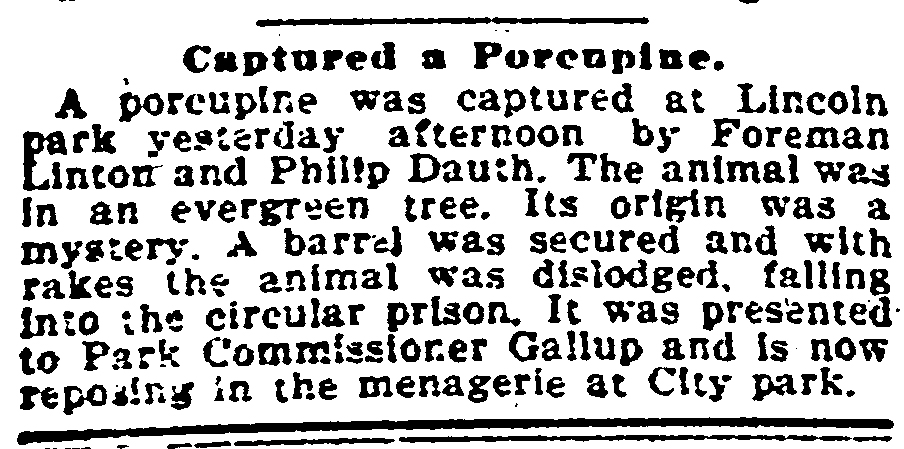 Captured a Porcupine.
A porcupine was captured at Lincoln
park yesterday afternoon by Foreman
Linton and Philip Dauth. The animal was
in an evergreen tree. Its origin was a
mystery. A barrel was secured and with
rakes the animal was dislodged, falling
into the circular prison. It was presented
to Park Commissioner Gallup and is now
reposing in the menagerie at City park.